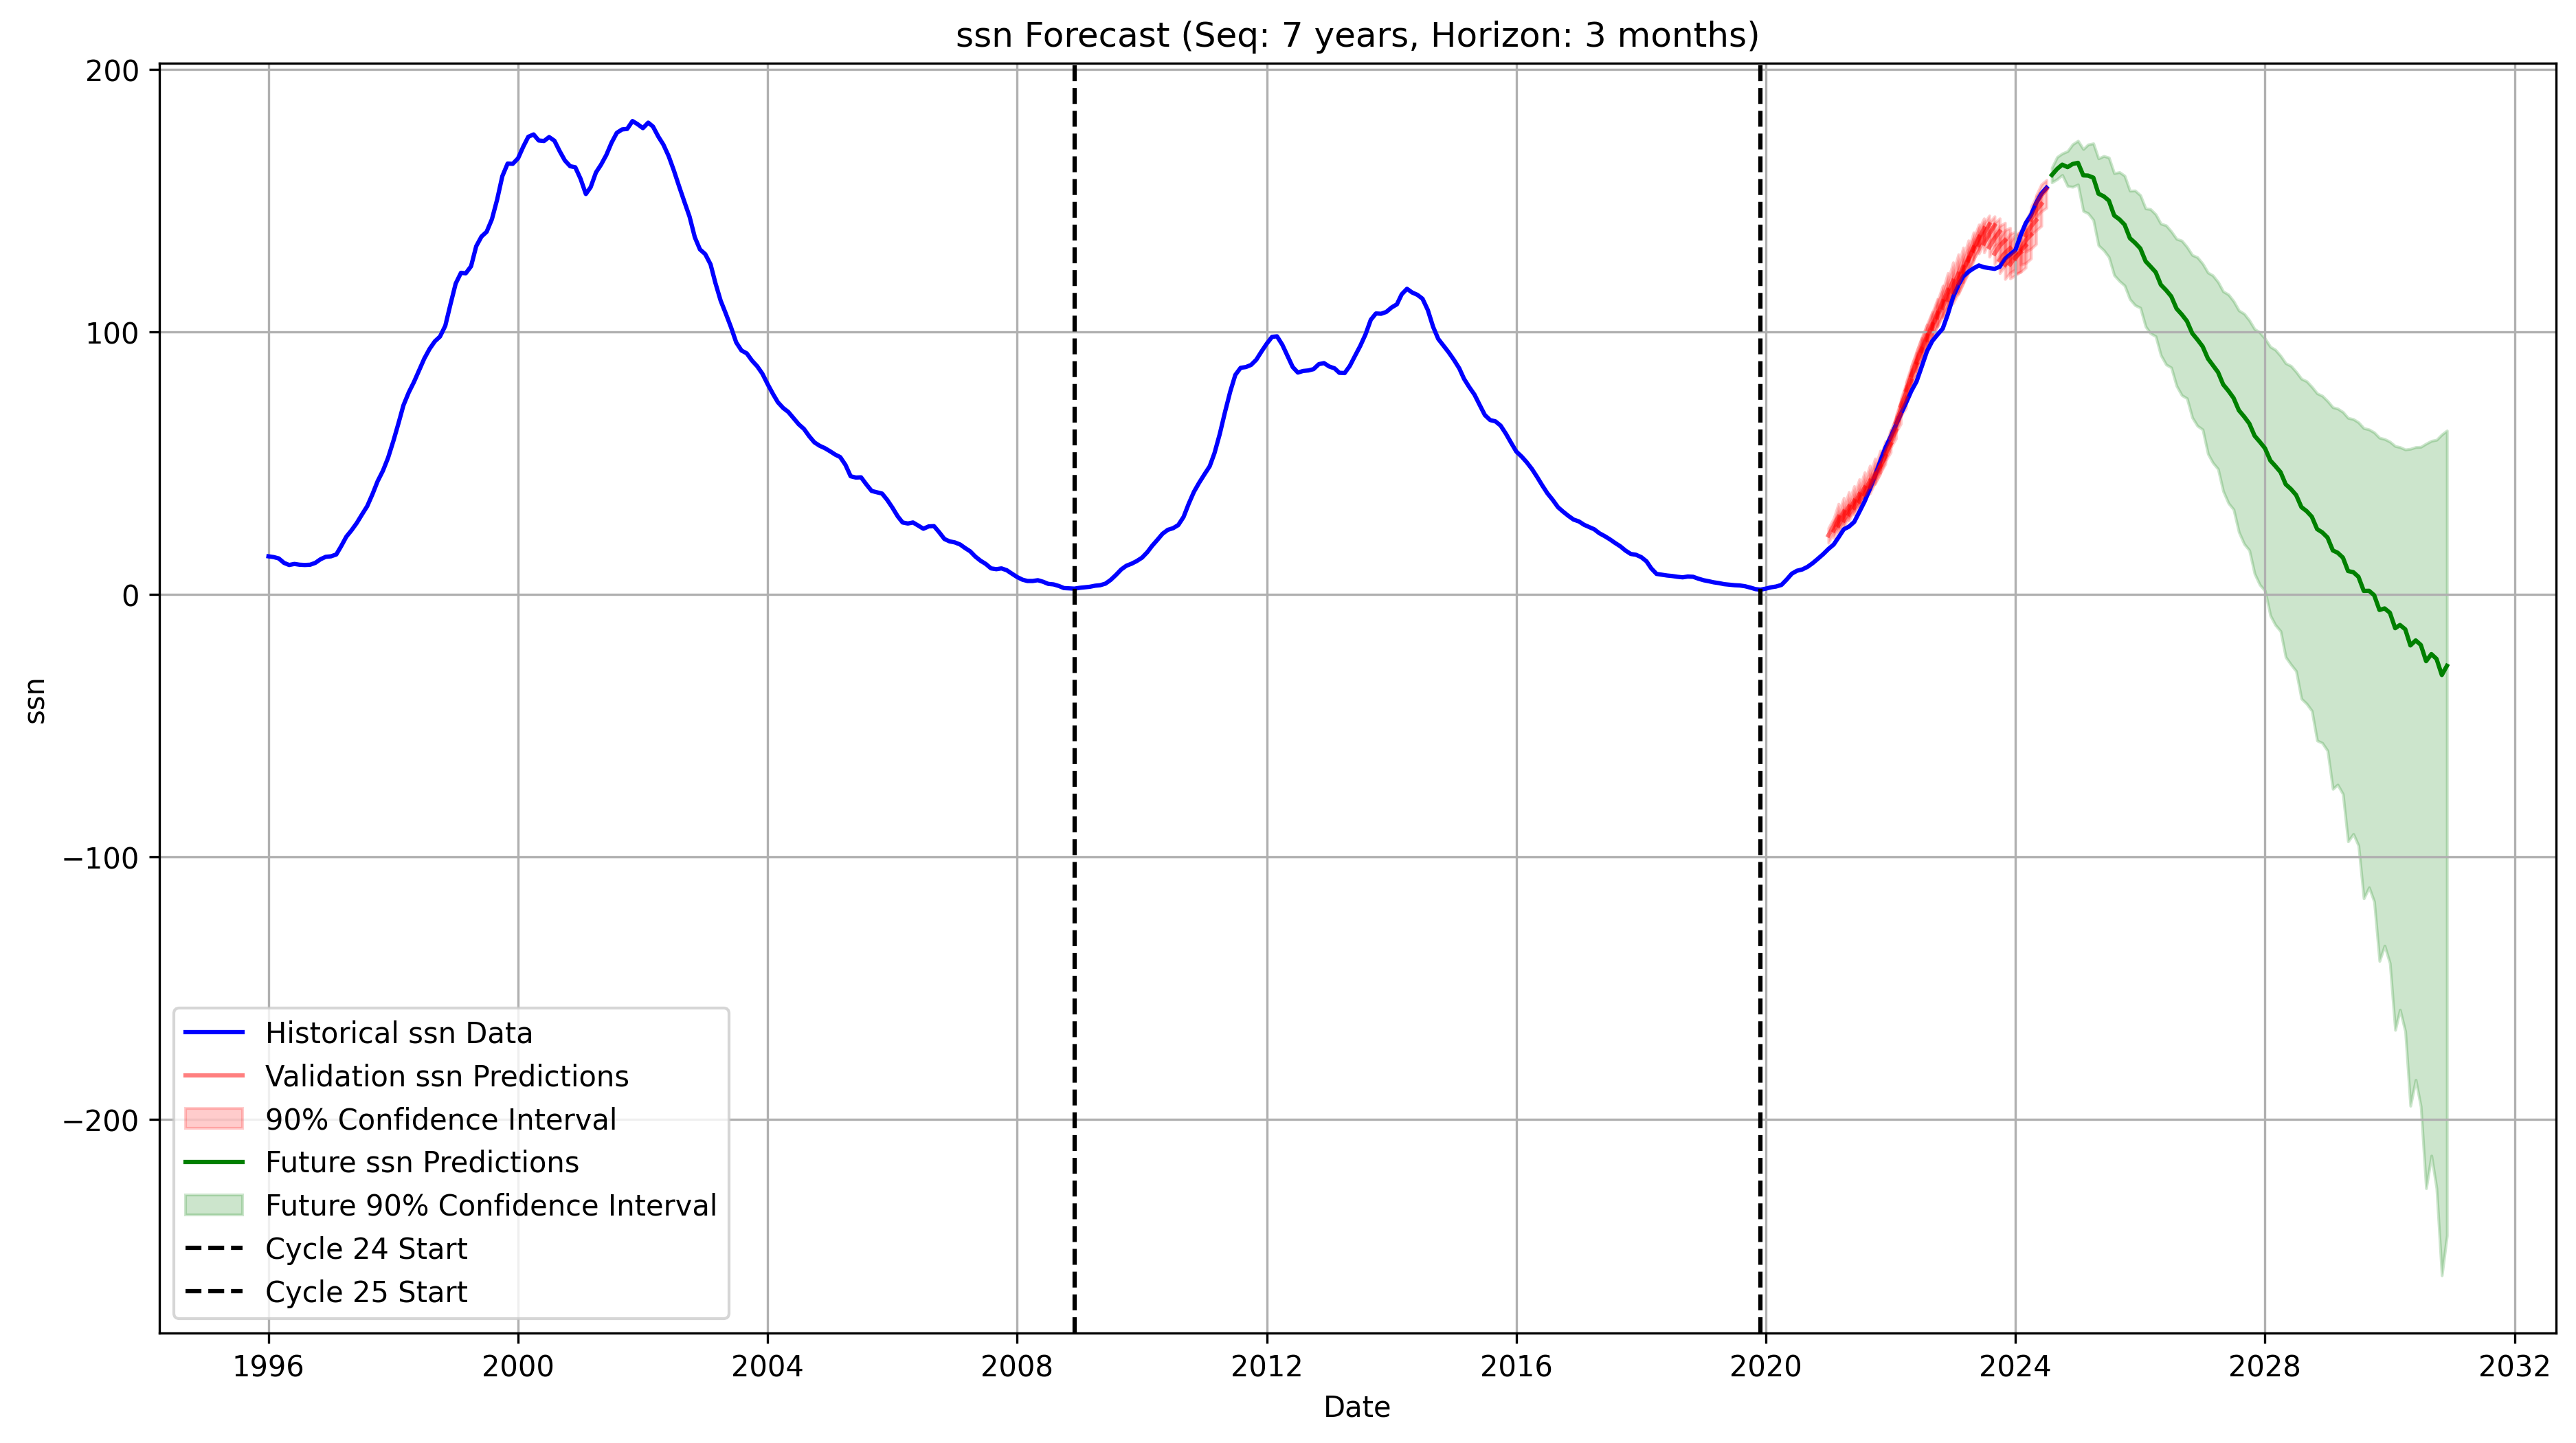 ssn Forecast (Seq: 7 years, Horizon: 3 months)
200
100
0
−100
−200
ssn
Historical ssn Data
Validation ssn Predictions
90% Confidence Interval
Future ssn Predictions
Future 90% Confidence Interval
Cycle 24 Start
Cycle 25 Start
1996 2000 2004 2008 2012 2016 2020 2024 2028 2032
Date